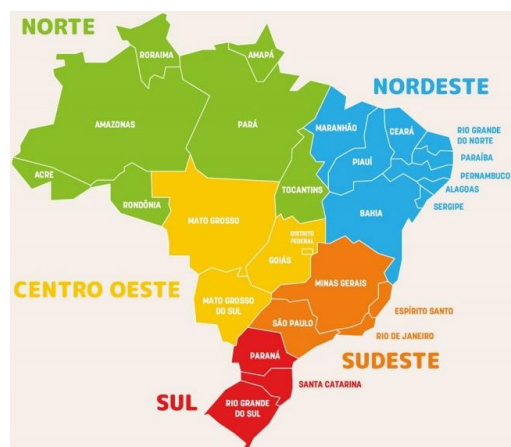 NORTE
RORAIMA
AMAPÁ
NORDESTE
AMAZONAS
PARÁ
MARANHÃO
CEARÁ
RIO GRANDE
DO NORTE
PIAUÍ
PARAÍBA
PERNAMBUCO
ACRE
TOCANTINS
ALAGOAS
RONDÔNIA
SERGIPE
MATO GROSSO
BAHIA
DISTRITO
FEDERAL
GOIÁS
CENTRO OESTE
MINAS GERAIS
MATO GROSSO
DO SUL
ESPÍRITO SANTO
SÃO PAULO
RIO DE JANEIRO
PARANÁ
SUDESTE
SANTA CATARINA
SUL
RIO GRANDE
DO SUL